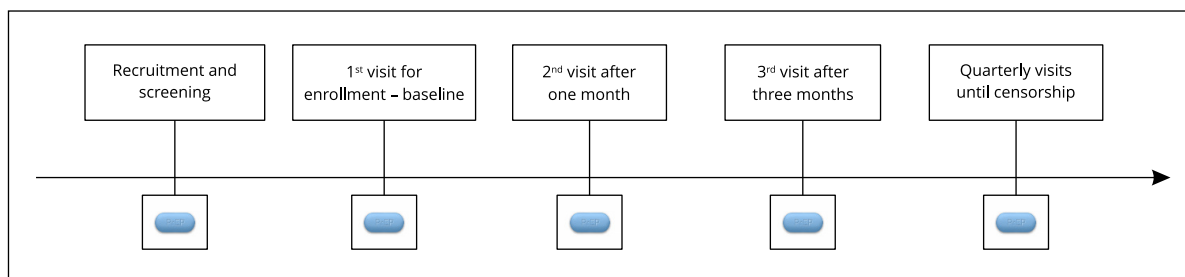 Recruitment and
screening
1st visit for
enrollment – baseline
2nd visit after
one month
3rd visit after
three months
Quarterly visits
until censorship